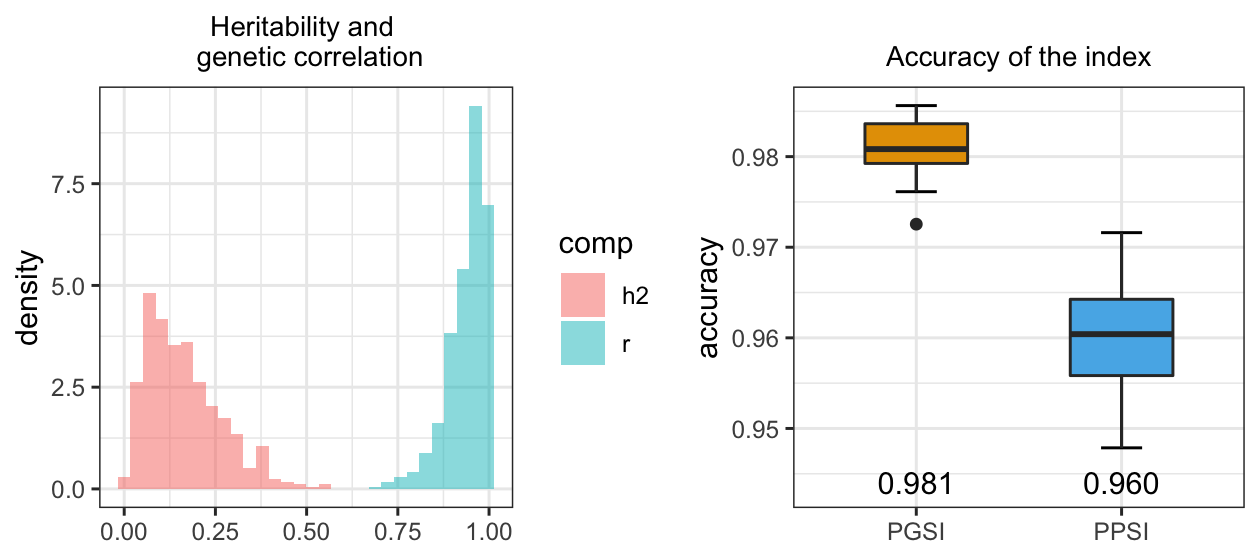 Heritability and
genetic correlation
density
7.5
5.0
2.5
0.0
0.00 0.25 0.50 0.75 1.00
comp
h2
r
Accuracy of the index
accuracy
0.98
0.97
0.96
0.95
0.981 0.960
PGSI PPSI